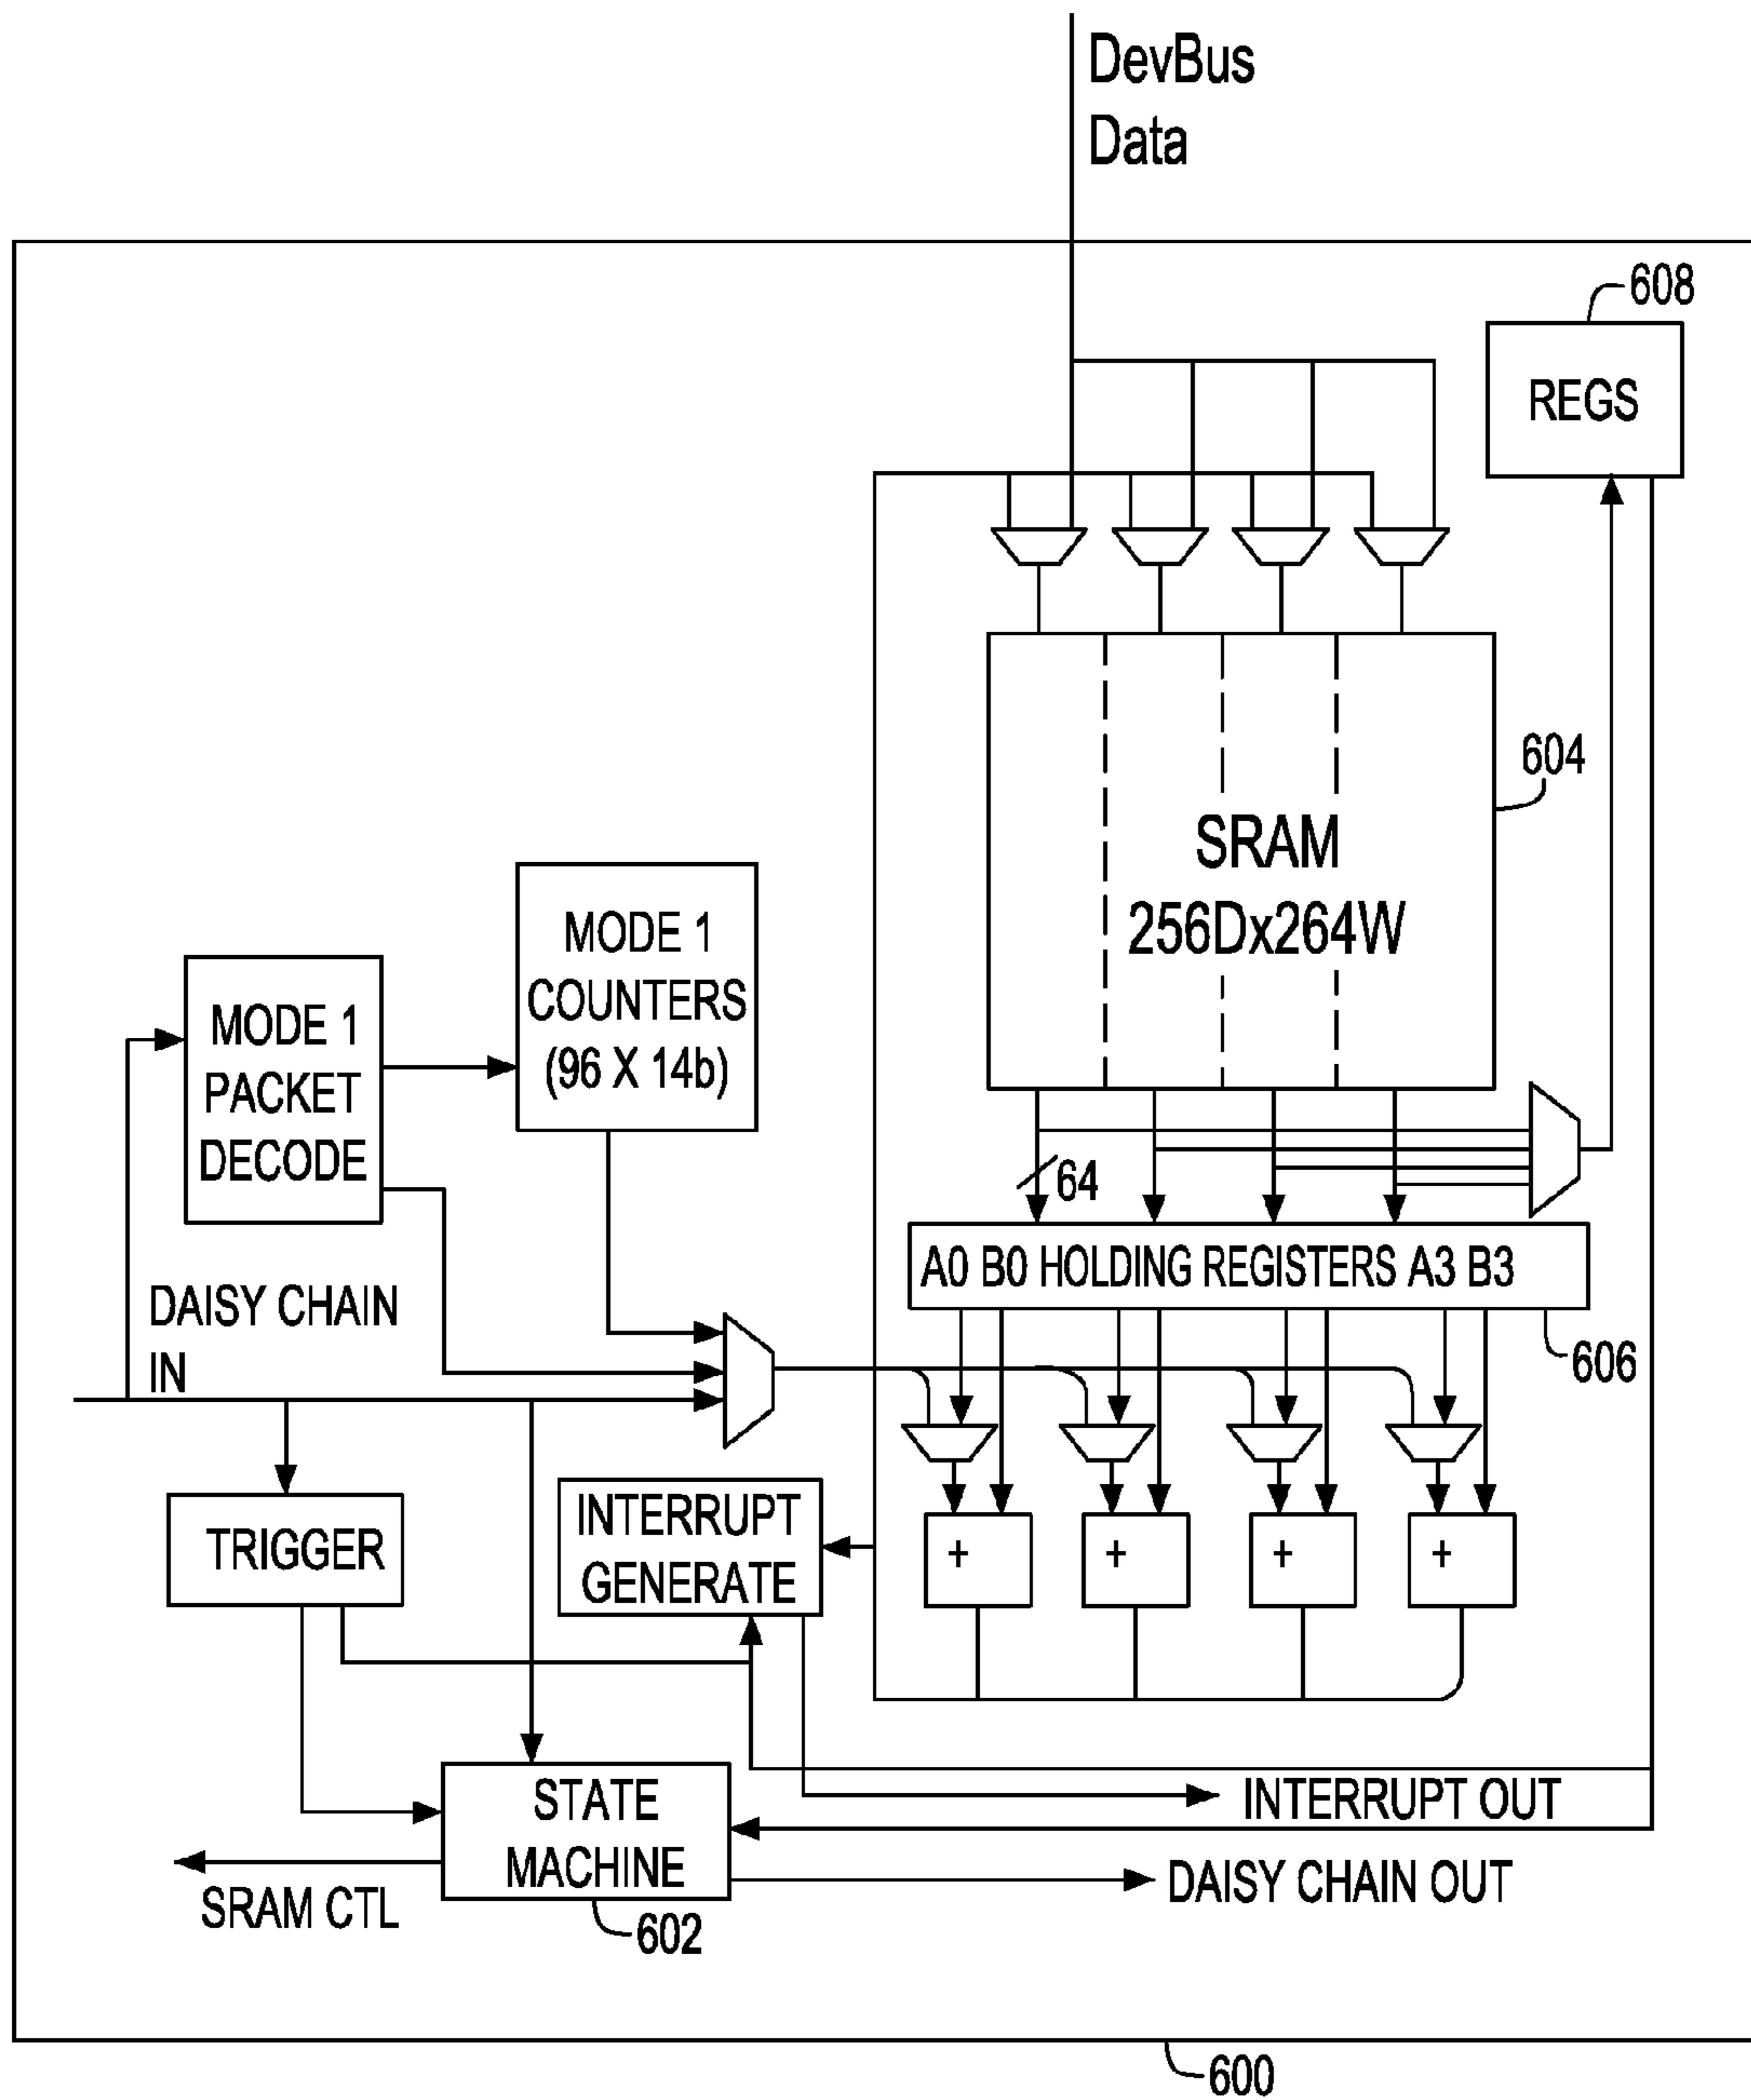 DevBus
Data
608
REGS
604
SRAM
256Dx264W
MODE 1
COUNTERS
(96 X 14b)
MODE 1
PACKET
DECODE
64
A0 B0 HOLDING REGISTERS A3 B3
606
DAISY CHAIN
IN
TRIGGER
INTERRUPT
GENERATE
+
+
+
+
STATE
MACHINE
INTERRUPT OUT
DAISY CHAIN OUT
SRAM CTL
602
600